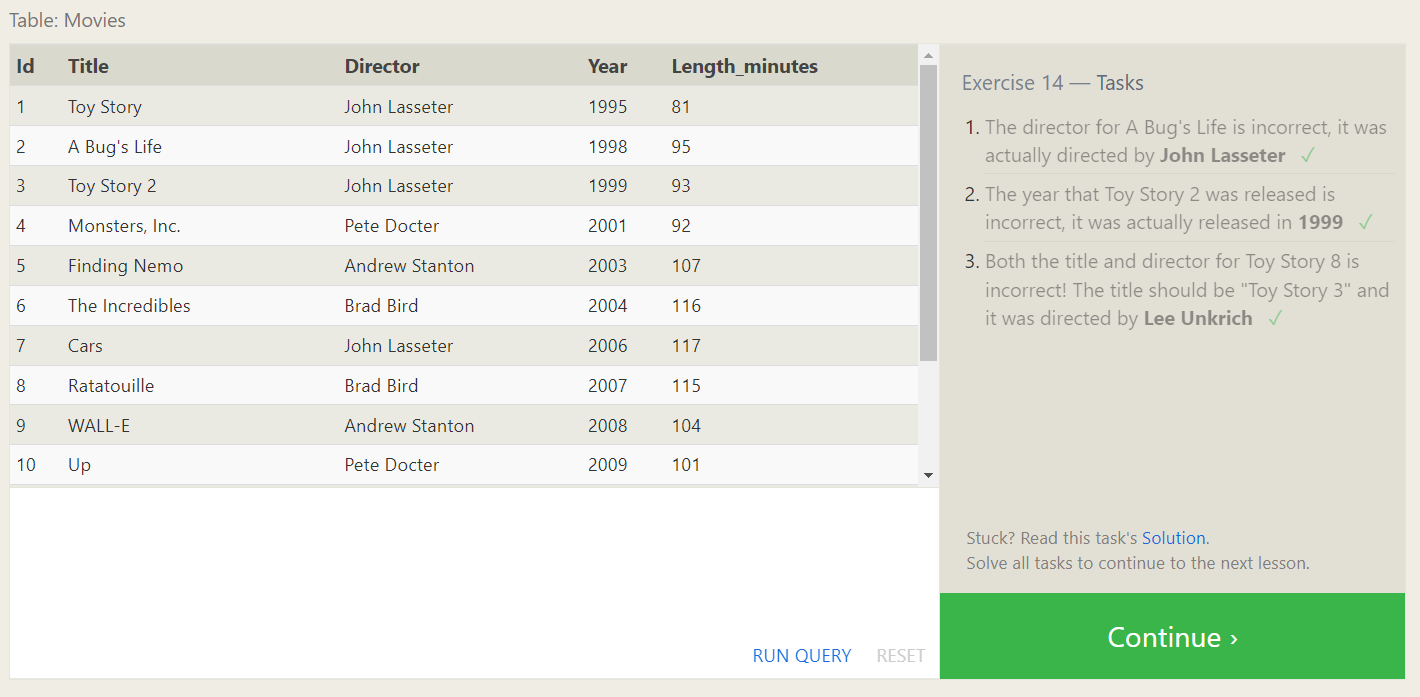 Table: Movies
Id Title Director Year Length_minutes
1 Toy Story John Lasseter 1995 81
2 A Bug's Life John Lasseter 1998 95
3 Toy Story 2 John Lasseter 1999 93
4 Monsters, Inc. Pete Docter 2001 92
5 Finding Nemo Andrew Stanton 2003 107
6 The Incredibles Brad Bird 2004 116
7 Cars John Lasseter 2006 117
8 Ratatouille Brad Bird 2007 115
9 WALL-E Andrew Stanton 2008 104
10 Up Pete Docter 2009 101
RUN QUERY RESET
Exercise 14 — Tasks
1. The director for A Bug's Life is incorrect, it was
actually directed by John Lasseter ✓
2. The year that Toy Story 2 was released is
incorrect, it was actually released in 1999 ✓
3. Both the title and director for Toy Story 8 is
incorrect! The title should be "Toy Story 3" and
it was directed by Lee Unkrich ✓
Stuck? Read this task's Solution.
Solve all tasks to continue to the next lesson.
Continue ›